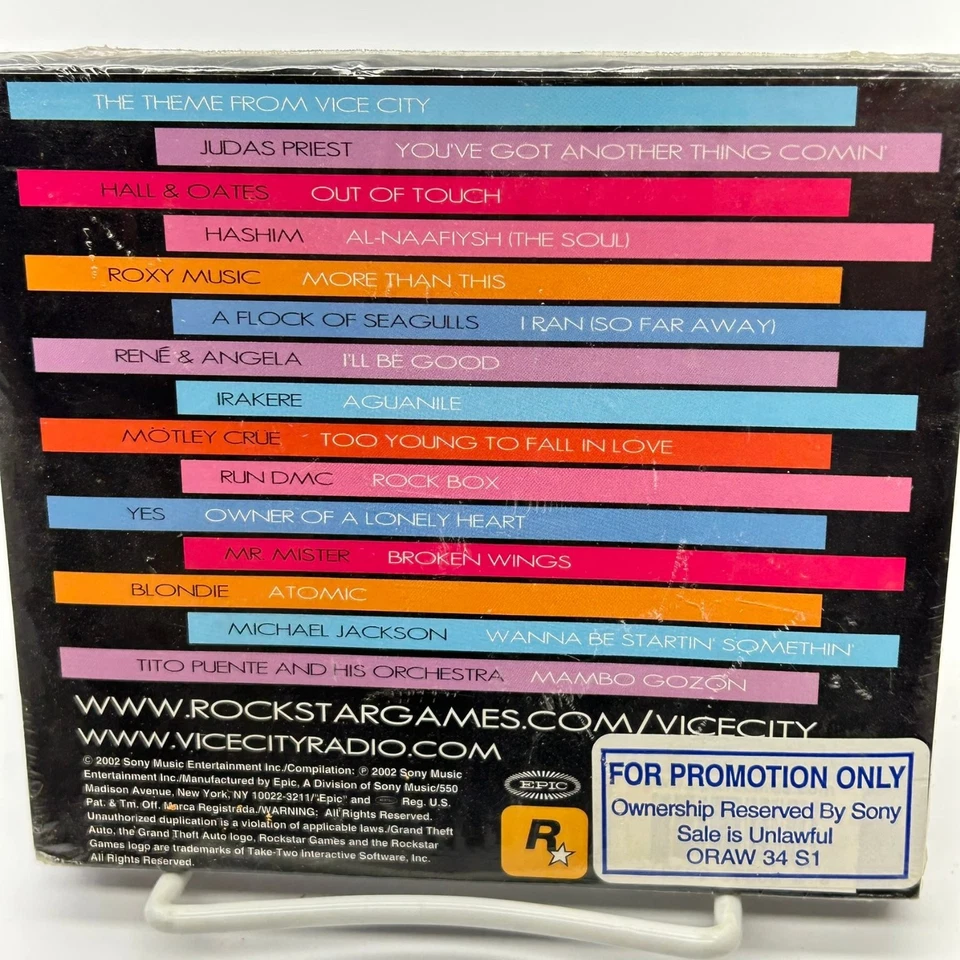 THE THEME FROM VICE CITY
JUDAS PRIEST YOU'VE GOT ANOTHER THING COMIN'
HALL & OATES OUT OF TOUCH
HASHIM AL-NAAFIYSH (THE SOUL)
ROXY MUSIC MORE THAN THIS
A FLOCK OF SEAGULLS I RAN (SO FAR AWAY)
RENÉ & ANGELA I'LL BE GOOD
IRAKERE AGUANILE
MÖTLEY CRÜE TOO YOUNG TO FALL IN LOVE
RUN DMC ROCK BOX
YES OWNER OF A LONELY HEART
MR. MISTER BROKEN WINGS
BLONDIE ATOMIC
MICHAEL JACKSON WANNA BE STARTIN' SOMETHIN'
TITO PUENTE AND HIS ORCHESTRA MAMBO GOZÓN
WWW.ROCKSTARGAMES.COM/VICECITY
WWW.VICECITYRADIO.COM
© 2002 Sony Music Entertainment Inc./Compilation: ℗ 2002 Sony Music
Entertainment Inc./Manufactured by Epic, A Division of Sony Music/550
Madison Avenue, New York, NY 10022-3211/"Epic" and Reg. U.S.
Pat. & Tm. Off. Marca Registrada./WARNING: All Rights Reserved.
Unauthorized duplication is a violation of applicable laws./Grand Theft
Auto, the Grand Theft Auto logo, Rockstar Games and the Rockstar
Games logo are trademarks of Take-Two Interactive Software, Inc.
All Rights Reserved.
EPIC
R
FOR PROMOTION ONLY
Ownership Reserved By Sony
Sale is Unlawful
ORAW 34 S1